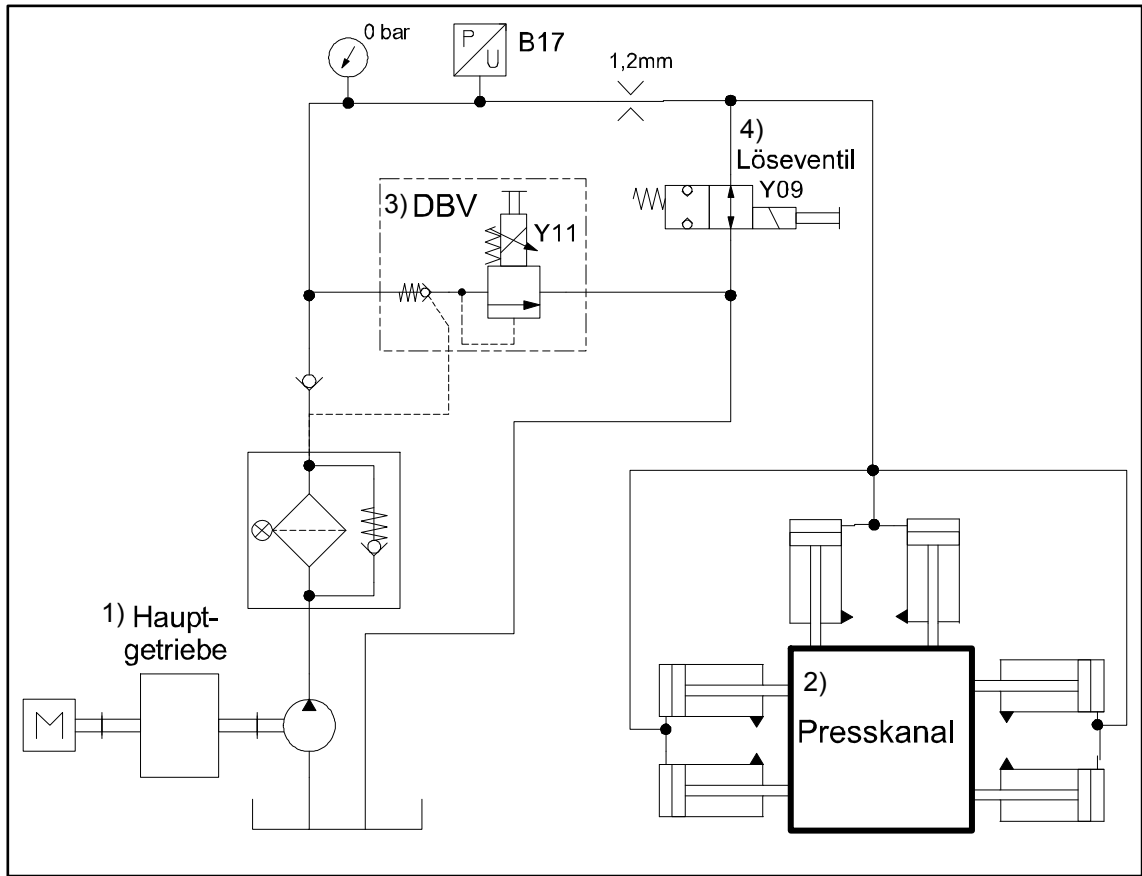 0 bar
P
U
B17
1,2mm
4)
Löseventil
Y09
3) DBV
Y11
1) Haupt-
getriebe
M
2)
Presskanal